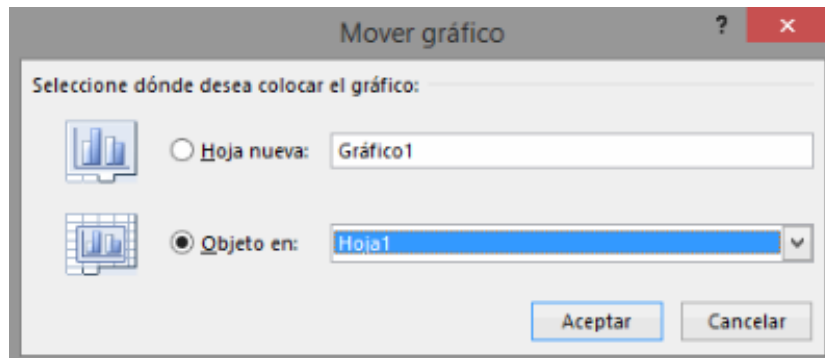 Mover gráfico
?
×
Seleccione dónde desea colocar el gráfico:
Hoja nueva: Gráfico1
Objeto en: Hoja1
Aceptar Cancelar